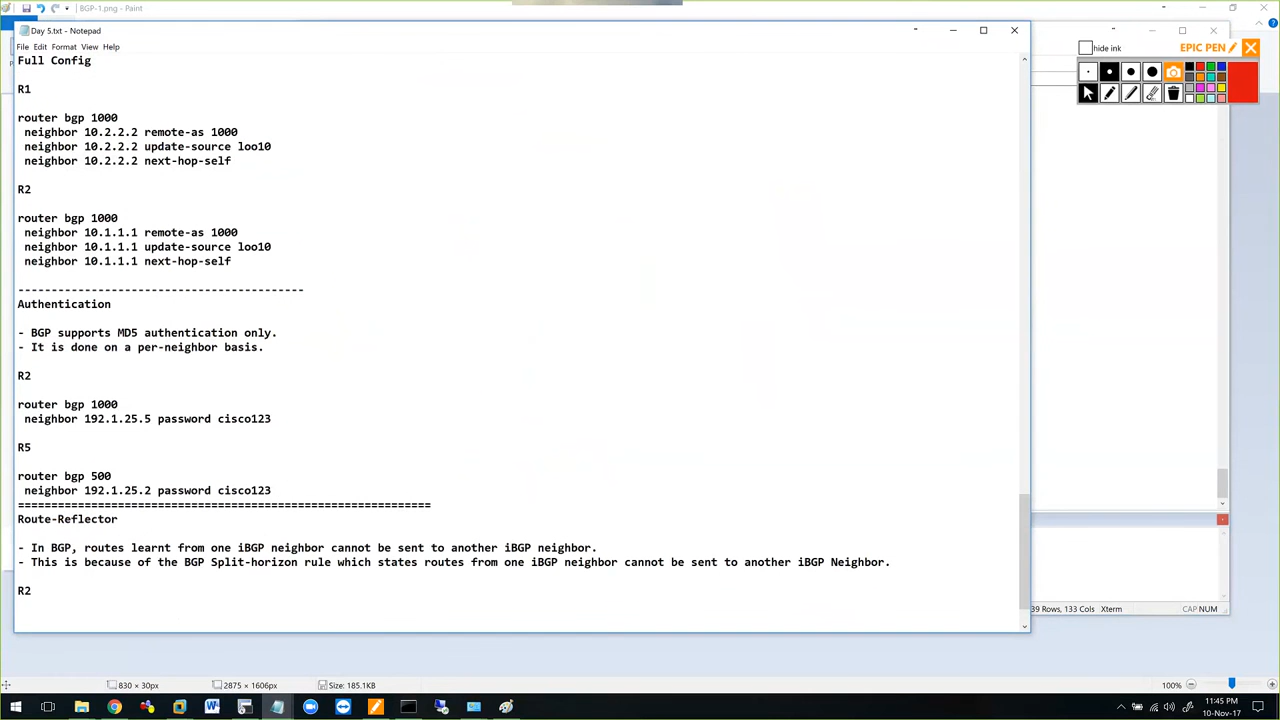 BGP-1.png - Paint
Day 5.txt - Notepad
File Edit Format View Help
hide ink
EPIC PEN
Full Config
R1
router bgp 1000
neighbor 10.2.2.2 remote-as 1000
neighbor 10.2.2.2 update-source loo10
neighbor 10.2.2.2 next-hop-self
R2
router bgp 1000
neighbor 10.1.1.1 remote-as 1000
neighbor 10.1.1.1 update-source loo10
neighbor 10.1.1.1 next-hop-self
-------------------------------------------
Authentication
- BGP supports MD5 authentication only.
- It is done on a per-neighbor basis.
R2
router bgp 1000
neighbor 192.1.25.5 password cisco123
R5
router bgp 500
neighbor 192.1.25.2 password cisco123
==============================================================
Route-Reflector
- In BGP, routes learnt from one iBGP neighbor cannot be sent to another iBGP neighbor.
- This is because of the BGP Split-horizon rule which states routes from one iBGP neighbor cannot be sent to another iBGP Neighbor.
R2
39 Rows, 133 Cols Xterm CAP NUM
830 × 30px 2875 × 1606px Size: 185.1KB 100%
11:45 PM
10-Nov-17